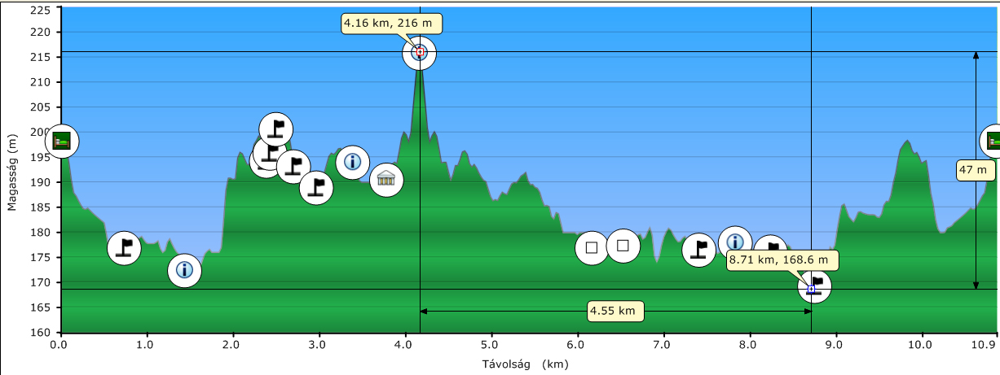 225
4.16 km, 216 m
220
215
210
205
200
195
47 m
190
185
180
175
8.71 km, 168.6 m
170
165
4.55 km
160
Magasság (m)
0.0 1.0 2.0 3.0 4.0 5.0 6.0 7.0 8.0 9.0 10.0 10.9
Távolság (km)